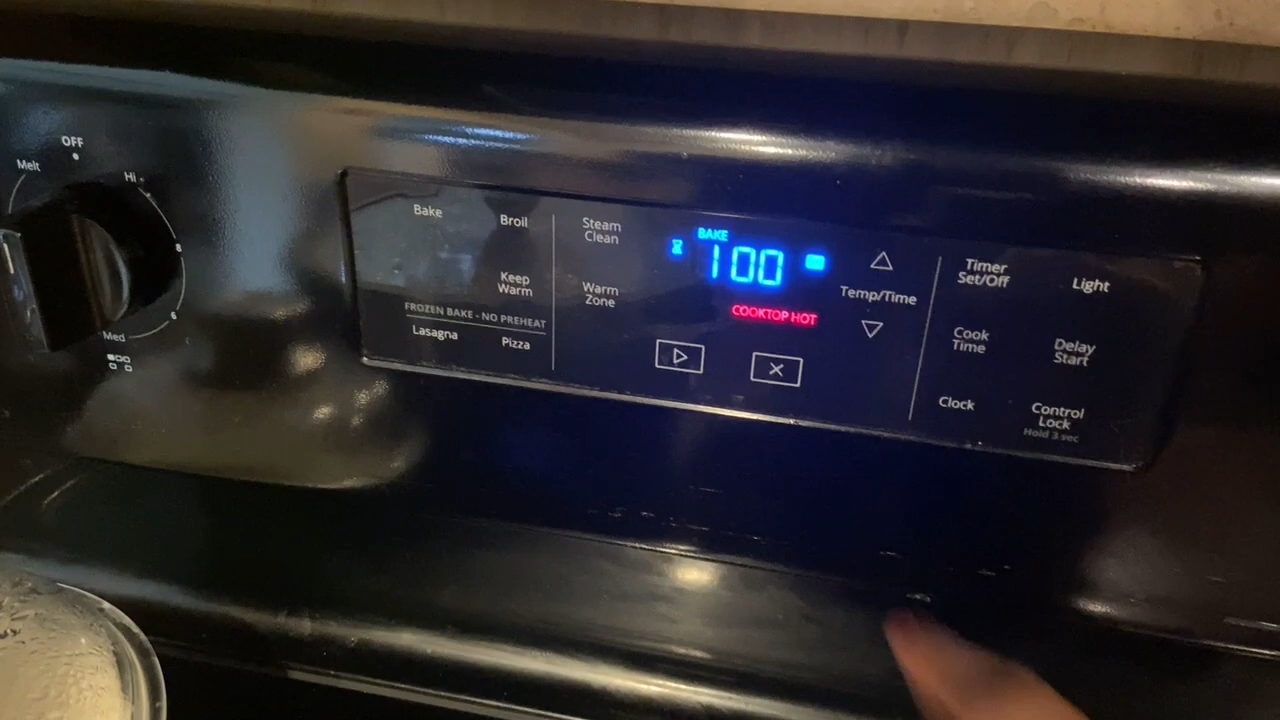 OFF
Melt
Hi
8
6
Med
Bake
Broil
Keep
Warm
FROZEN BAKE - NO PREHEAT
Lasagna
Pizza
Steam
Clean
Warm
Zone
BAKE
100
COOKTOP HOT
Temp/Time
Timer
Set/Off
Light
Cook
Time
Delay
Start
Clock
Control
Lock
Hold 3 sec